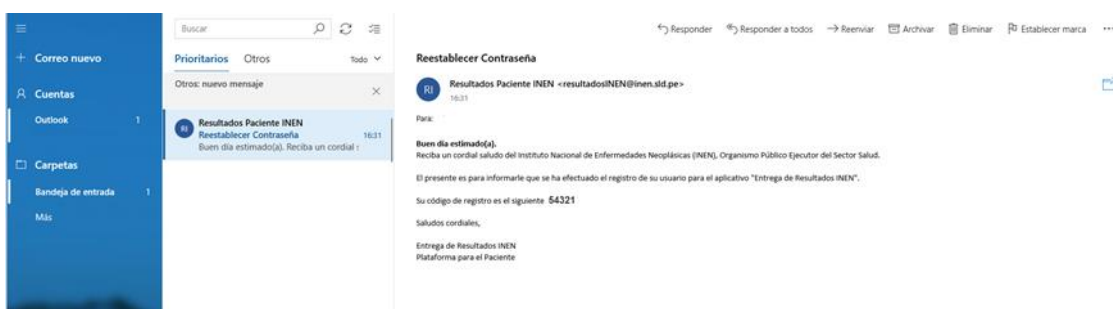 Buscar
Responder
Responder a todos
Reenviar
Archivar
Eliminar
Establecer marca
Correo nuevo
Prioritarios
Otros
Todo
Cuentas
Otros: nuevo mensaje
Outlook 1
RI
Resultados Paciente INEN
Reestablecer Contraseña 16:31
Buen día estimado(a). Reciba un cordial s
Carpetas
Bandeja de entrada 1
Más
Reestablecer Contraseña
RI
Resultados Paciente INEN <resultadosINEN@inen.sld.pe>
16:31
Para:
Buen día estimado(a).
Reciba un cordial saludo del Instituto Nacional de Enfermedades Neoplásicas (INEN), Organismo Público Ejecutor del Sector Salud.
El presente es para informarle que se ha efectuado el registro de su usuario para el aplicativo "Entrega de Resultados INEN".
Su código de registro es el siguiente 54321
Saludos cordiales,
Entrega de Resultados INEN
Plataforma para el Paciente